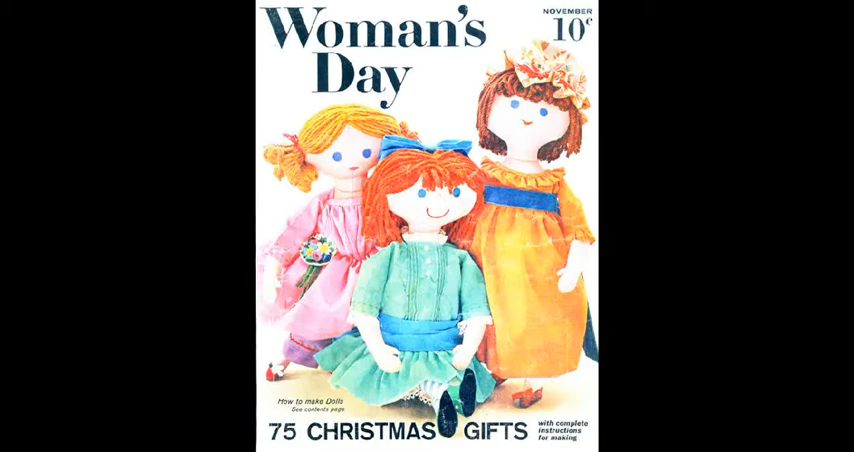 Woman's
Day
NOVEMBER
10¢
How to make Dolls
See contents page
75 CHRISTMAS GIFTS
with complete
instructions
for making